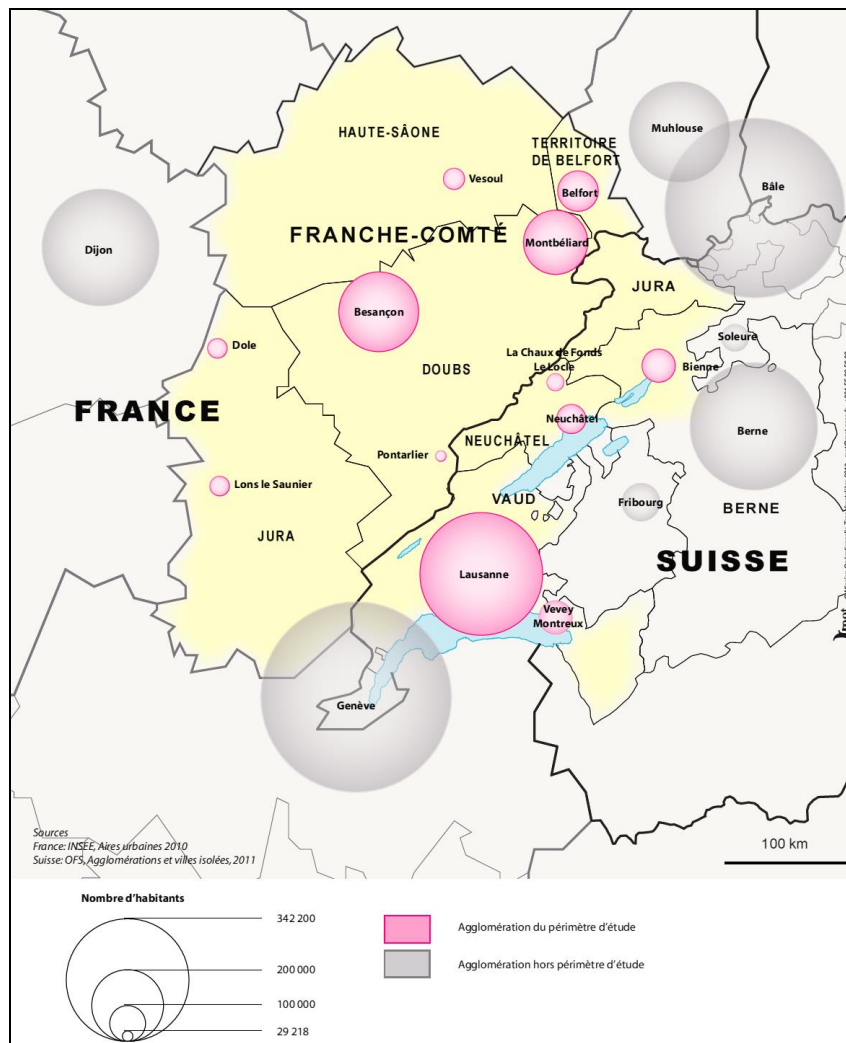 HAUTE-SÂONE
Muhlouse
TERRITOIRE
DE BELFORT
Vesoul
Belfort
Bâle
FRANCHE-COMTÉ
Montbéliard
Dijon
JURA
Besançon
Soleure
Dole
La Chaux de Fonds
Le Locle
DOUBS
Bienne
FRANCE
Neuchâtel
Berne
NEUCHÂTEL
Pontarlier
Lons le Saunier
VAUD
Fribourg
BERNE
JURA
SUISSE
Lausanne
Vevey
Montreux
Genève
Sources
France: INSEE, Aires urbaines 2010
Suisse: OFS, Agglomérations et villes isolées, 2011
100 km
Nombre d'habitants
342 200
200 000
100 000
29 218
Agglomération du périmètre d'étude
Agglomération hors périmètre d'étude